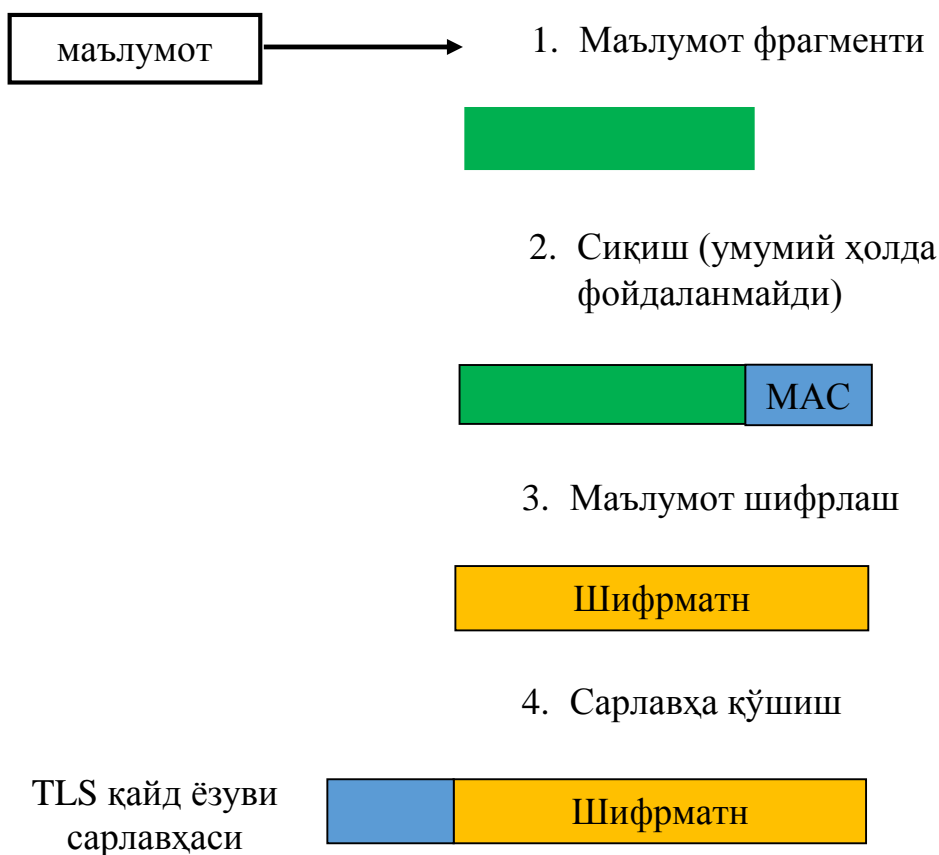 маълумот
1. Маълумот фрагменти
2. Сиқиш (умумий ҳолда
фойдаланмайди)
MAC
3. Маълумот шифрлаш
Шифрматн
4. Сарлавҳа қўшиш
TLS қайд ёзуви
сарлавҳаси
Шифрматн